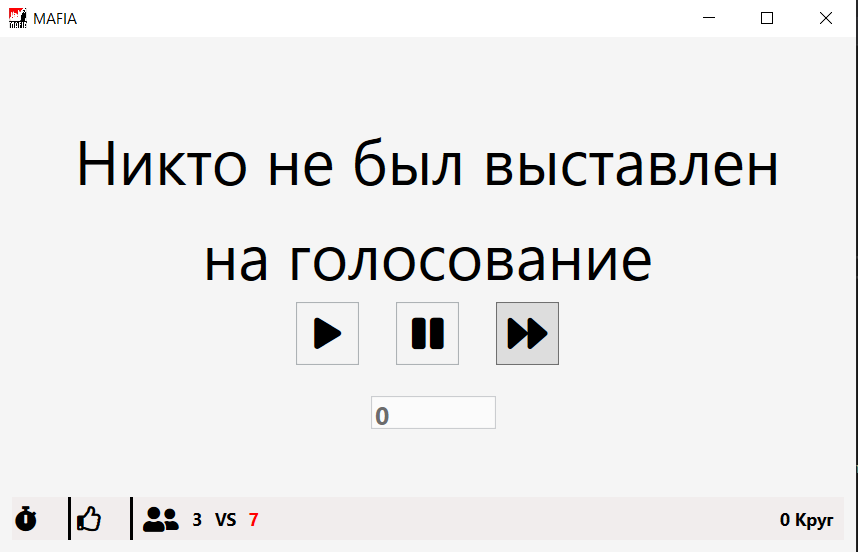 MAFIA
Никто не был выставлен
на голосование
0
3 VS 7
0 Круг